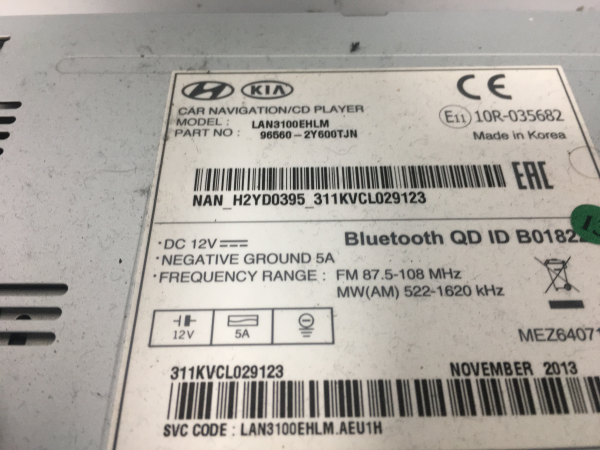 KIA
CE
CAR NAVIGATION/CD PLAYER
MODEL : LAN3100EHLM
PART NO : 96560-2Y600TJN
E11 10R-035682
Made in Korea
NAN_H2YD0395_311KVCL029123
EAC
· DC 12V
Bluetooth QD ID B0182
· NEGATIVE GROUND 5A
· FREQUENCY RANGE : FM 87.5-108 MHz
MW(AM) 522-1620 kHz
12V
5A
MEZ6407
311KVCL029123
NOVEMBER 2013
SVC CODE : LAN3100EHLM.AEU1H